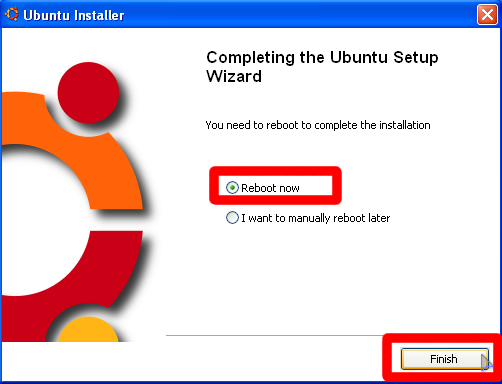 Ubuntu Installer
Completing the Ubuntu Setup
Wizard
You need to reboot to complete the installation
Reboot now
I want to manually reboot later
Finish